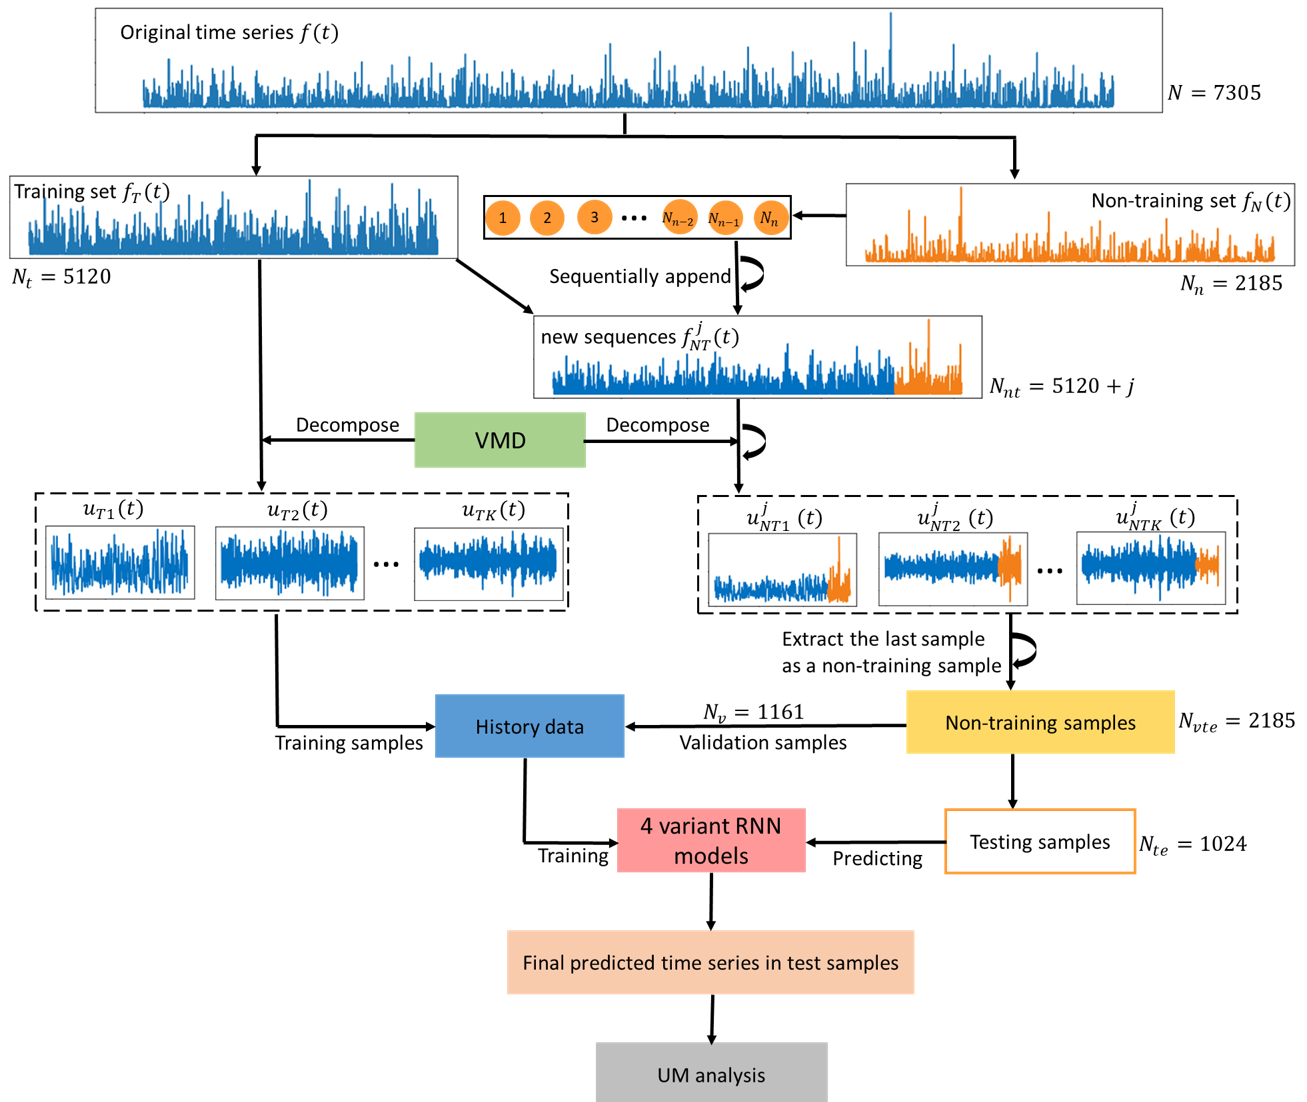 Original time series f(t)
N = 7305
Training set f_T(t)
N_t = 5120
1 2 3 ••• N_{n−2} N_{n−1} N_n
Non-training set f_N(t)
N_n = 2185
Sequentially append
new sequences f_{NT}^j(t)
N_{nt} = 5120 + j
Decompose
VMD
Decompose
u_{T1}(t) u_{T2}(t) ••• u_{TK}(t)
u_{NT1}^j (t) u_{NT2}^j (t) ••• u_{NTK}^j (t)
Extract the last sample
as a non-training sample
Training samples
History data
N_v = 1161
Validation samples
Non-training samples
N_{vte} = 2185
Training
4 variant RNN
models
Predicting
Testing samples
N_{te} = 1024
Final predicted time series in test samples
UM analysis